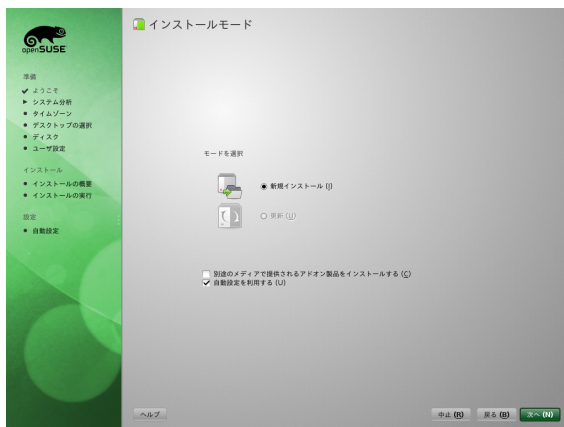 openSUSE
インストールモード
準備
ようこそ
システム分析
タイムゾーン
デスクトップの選択
ディスク
ユーザ設定
インストール
インストールの概要
インストールの実行
設定
自動設定
モードを選択
新規インストール (I)
更新 (U)
別途のメディアで提供されるアドオン製品をインストールする (C)
自動設定を利用する (U)
ヘルプ
中止 (R)
戻る (B)
次へ (N)